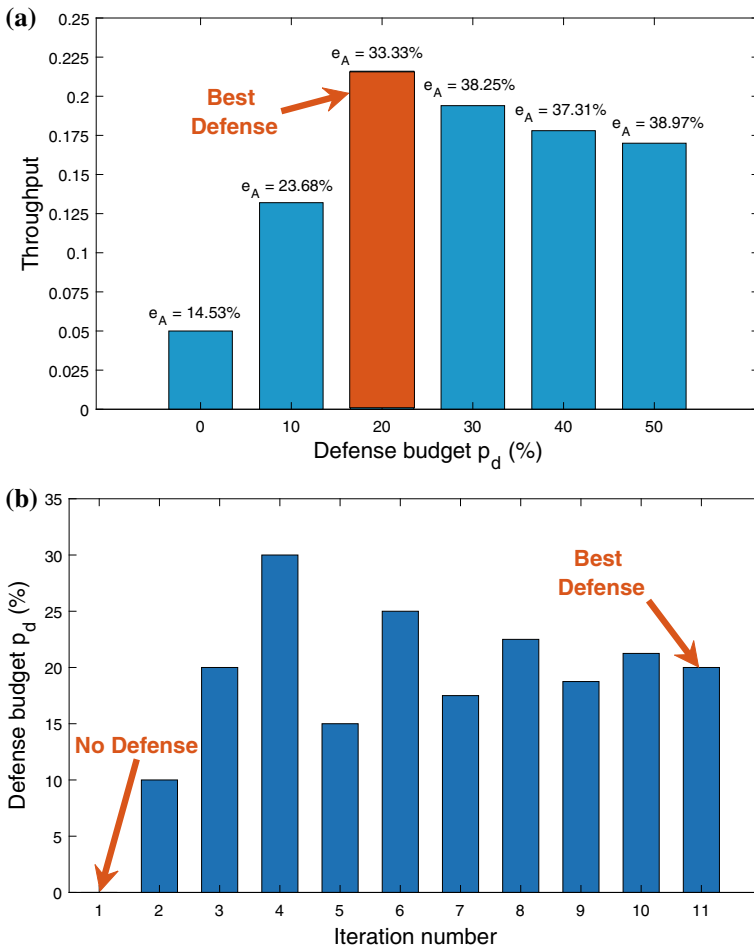 (a)
0.25
0.225
0.2
0.175
0.15
0.125
0.1
0.075
0.05
0.025
0
Throughput
e_A = 14.53%
e_A = 23.68%
e_A = 33.33%
e_A = 38.25%
e_A = 37.31%
e_A = 38.97%
Best
Defense
0 10 20 30 40 50
Defense budget p_d (%)
(b)
35
30
25
20
15
10
5
0
Defense budget p_d (%)
No Defense
Best
Defense
1 2 3 4 5 6 7 8 9 10 11
Iteration number